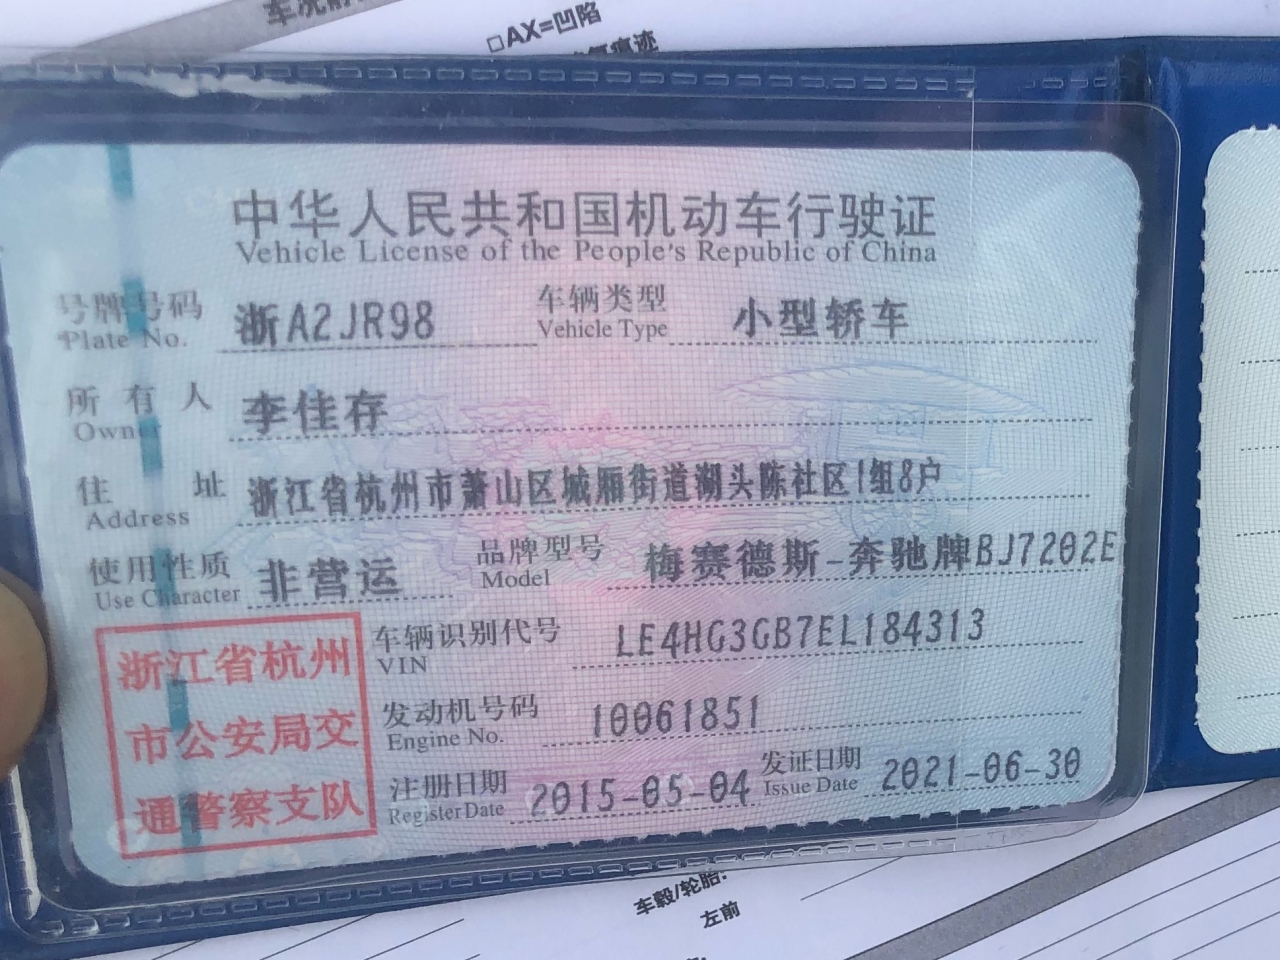 □AX=凹陷
中华人民共和国机动车行驶证
Vehicle License of the People's Republic of China
号牌号码 浙A2JR98 车辆类型 小型轿车
Plate No. Vehicle Type
所有人 李佳存
Owner
住址 浙江省杭州市萧山区城厢街道湖头陈社区1组8户
Address
使用性质 非营运 品牌型号 梅赛德斯-奔驰牌BJ7202E
Use Character Model
浙江省杭州
市公安局交
通警察支队
车辆识别代号 LE4HG3GB7EL184313
VIN
发动机号码 10061851
Engine No.
注册日期 2015-05-04 发证日期 2021-06-30
Register Date Issue Date
车毂/轮胎:
左前